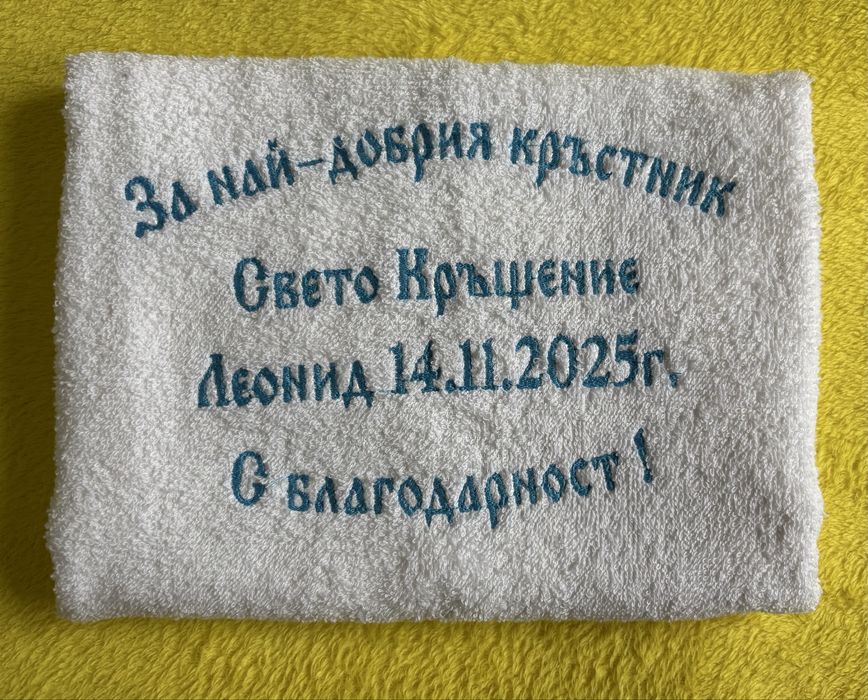 За най-добрия кръстник
Свето Кръщение
Леонид 14.11.2025г.
С благодарност !